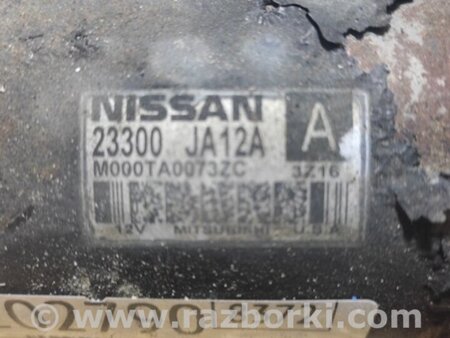 NISSAN
23300 JA12A A
M000TA0073ZC 3Z16
12V MITSUBISHI U.S.A
www.razborki.com